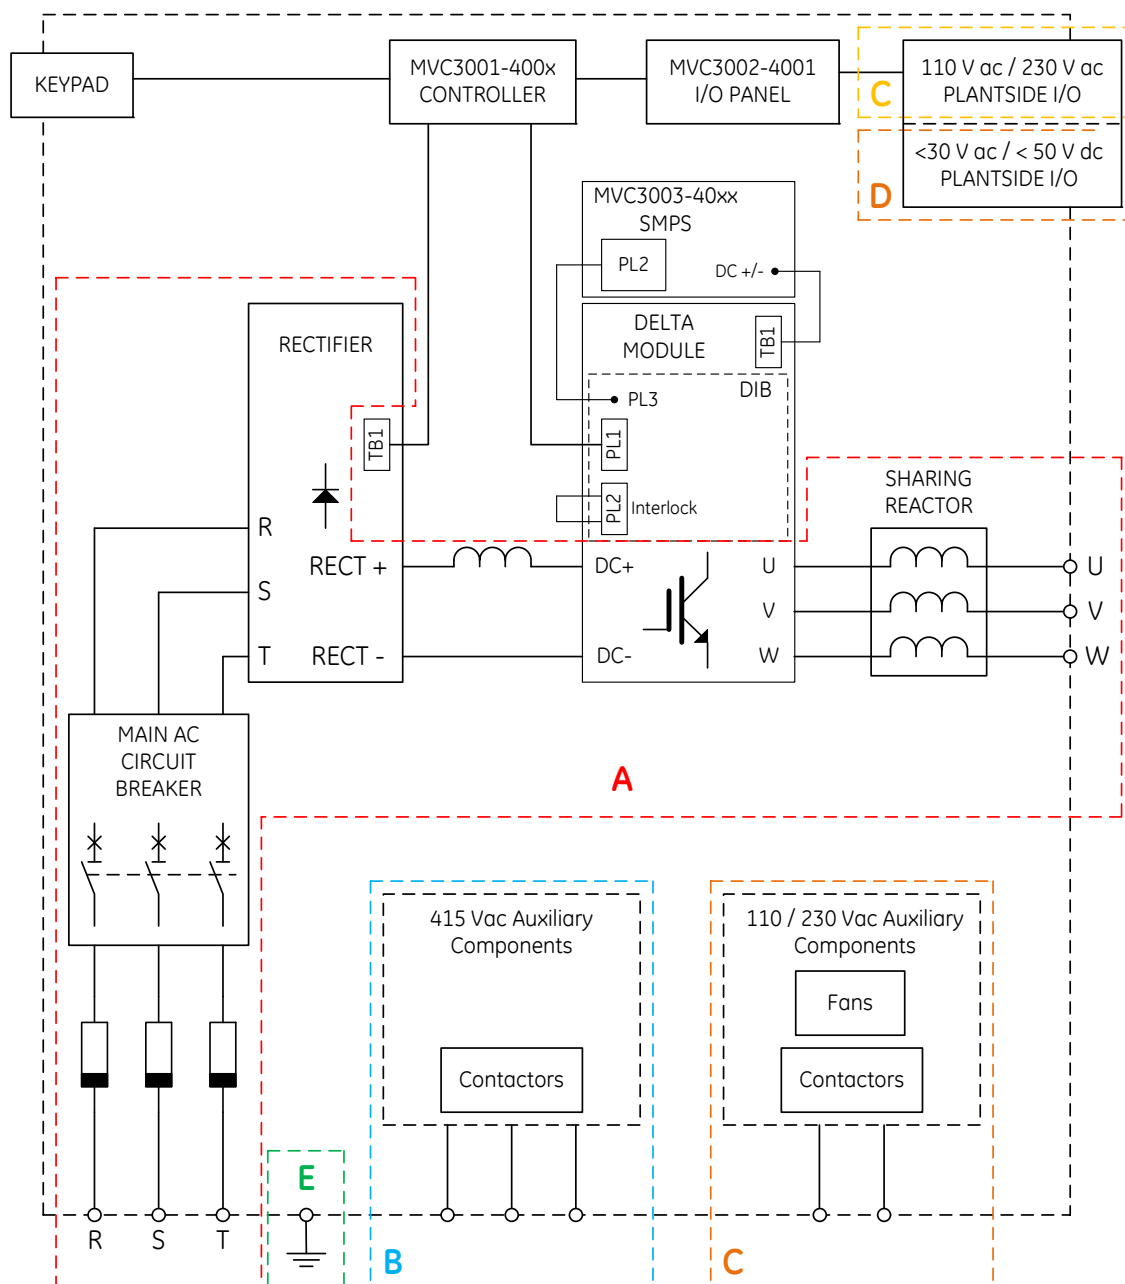 KEYPAD
MVC3001-400x
CONTROLLER
MVC3002-4001
I/O PANEL
C
110 V ac / 230 V ac
PLANTSIDE I/O
D
<30 V ac / < 50 V dc
PLANTSIDE I/O
MVC3003-40xx
SMPS
PL2
DC +/-
RECTIFIER
DELTA
MODULE
TB1
DIB
PL3
TB1
PL1
PL2
Interlock
SHARING
REACTOR
R
S
T
RECT +
RECT -
DC+
DC-
U
V
W
U
V
W
MAIN AC
CIRCUIT
BREAKER
A
415 Vac Auxiliary
Components
Contactors
110 / 230 Vac Auxiliary
Components
Fans
Contactors
E
R
S
T
B
C